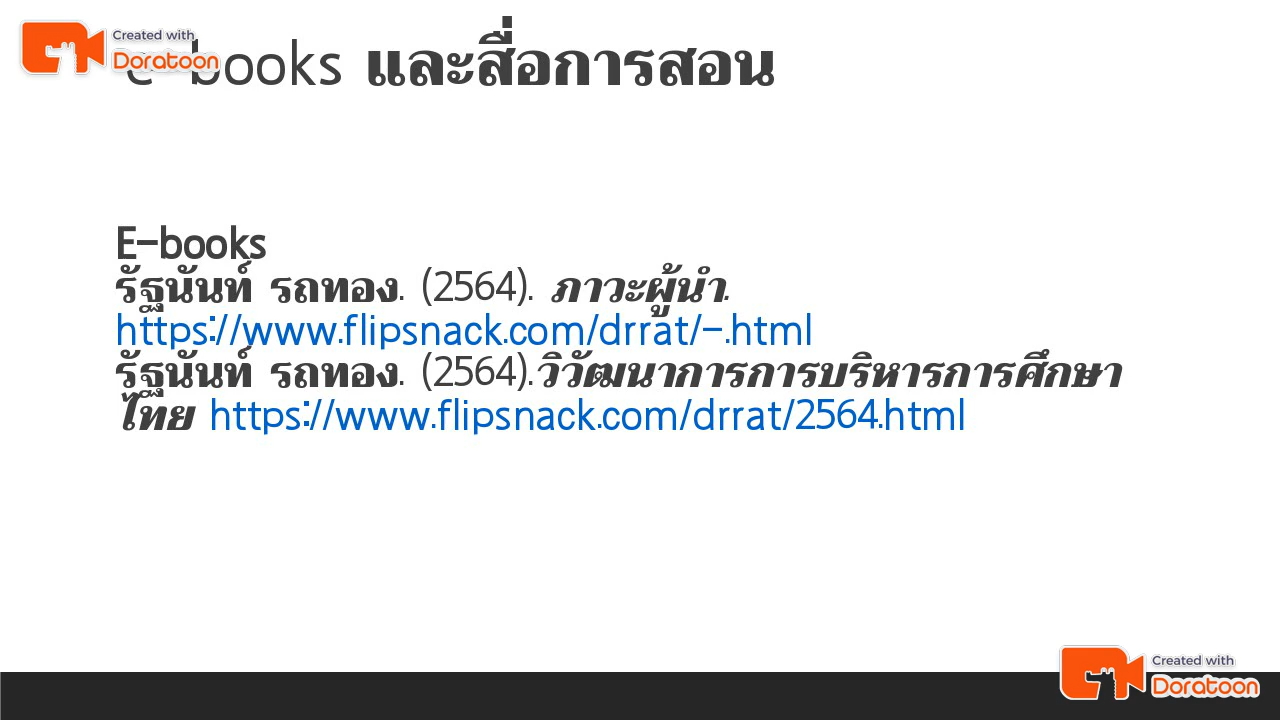 Created with
Doratoon
e-books และสื่อการสอน
E-books
รัฐนันท์ รถทอง. (2564). ภาวะผู้นำ.
https://www.flipsnack.com/drrat/-.html
รัฐนันท์ รถทอง. (2564).วิวัฒนาการการบริหารการศึกษา
ไทย https://www.flipsnack.com/drrat/2564.html
Created with
Doratoon